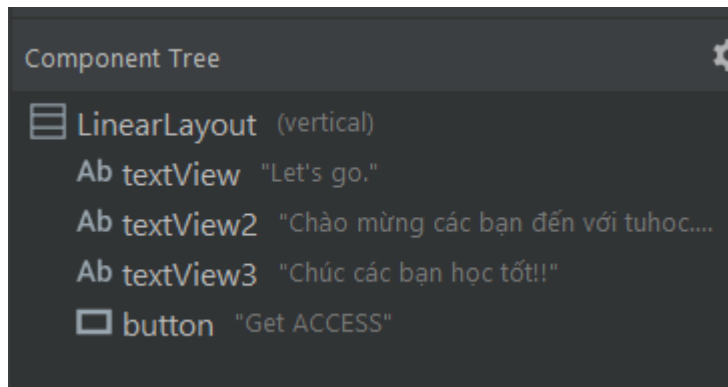 Component Tree
LinearLayout (vertical)
Ab textView "Let's go."
Ab textView2 "Chào mừng các bạn đến với tuhoc....
Ab textView3 "Chúc các bạn học tốt!!"
button "Get ACCESS"